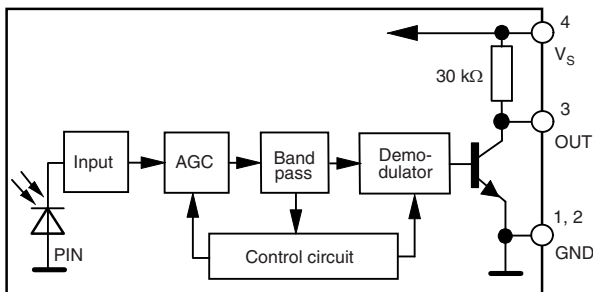 4
V_S
30 kΩ
3
OUT
Input
AGC
Band
pass
Demo-
dulator
1, 2
GND
PIN
Control circuit